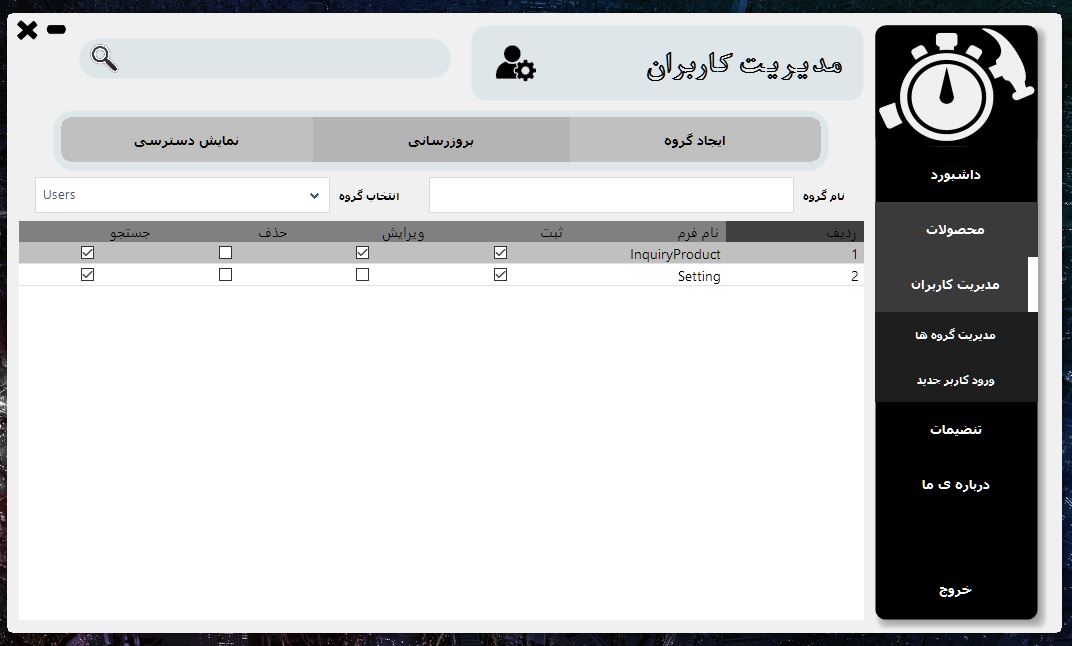 مدیریت کاربران
ایجاد گروه
بروزرسانی
نمایش دسترسی
نام گروه
انتخاب گروه
Users
ردیف نام فرم ثبت ویرایش حذف جستجو
1 InquiryProduct
2 Setting
داشبورد
محصولات
مدیریت کاربران
مدیریت گروه ها
ورود کاربر جدید
تنضیمات
درباره ی ما
خروج